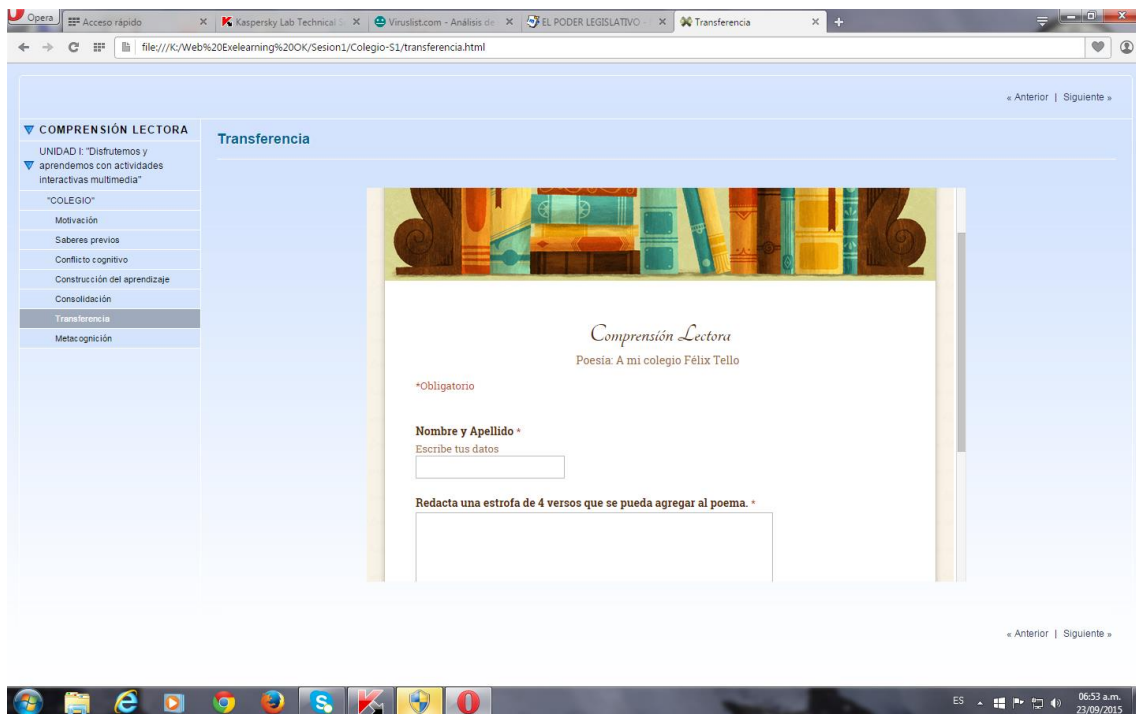 Opera
Acceso rápido
Kaspersky Lab Technical S
Viruslist.com - Análisis de
EL PODER LEGISLATIVO -
Transferencia
file:///K:/Web%20Exelearning%20OK/Sesion1/Colegio-S1/transferencia.html
« Anterior | Siguiente »
COMPRENSIÓN LECTORA
UNIDAD I: "Disfrutemos y
aprendemos con actividades
interactivas multimedia"
"COLEGIO"
Motivación
Saberes previos
Conflicto cognitivo
Construcción del aprendizaje
Consolidación
Transferencia
Metacognición
Transferencia
Comprensión Lectora
Poesía: A mi colegio Félix Tello
*Obligatorio
Nombre y Apellido *
Escribe tus datos
Redacta una estrofa de 4 versos que se pueda agregar al poema. *
« Anterior | Siguiente »
ES
06:53 a.m.
23/09/2015